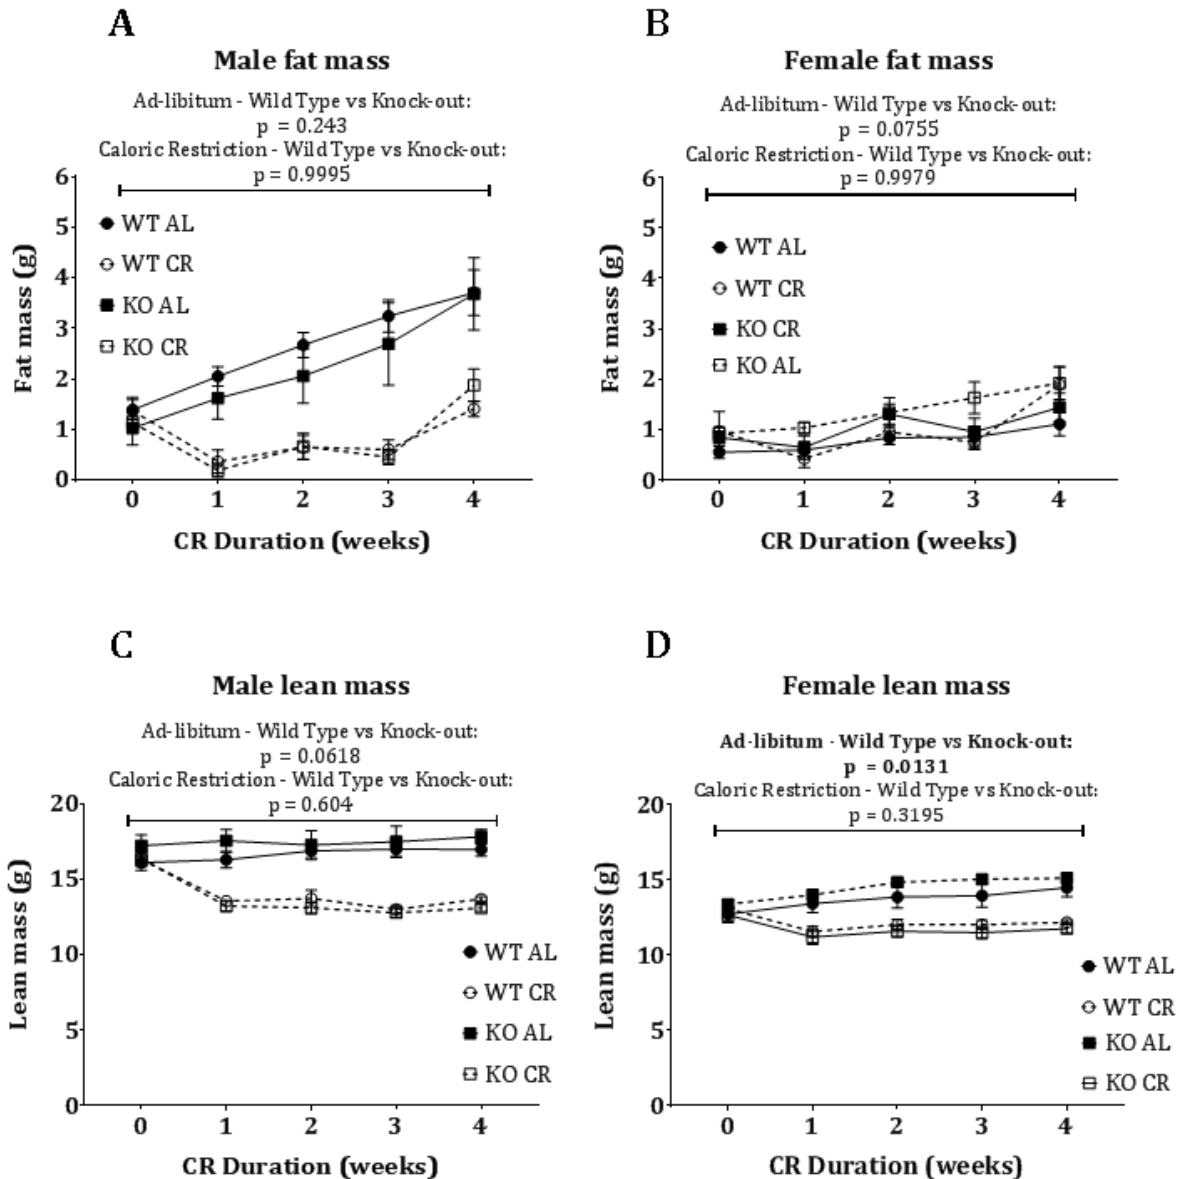 A
Male fat mass
Ad-libitum - Wild Type vs Knock-out:
p = 0.243
Caloric Restriction - Wild Type vs Knock-out:
p = 0.9995
6
5
4
3
2
1
0
Fat mass (g)
WT AL
WT CR
KO AL
KO CR
0 1 2 3 4
CR Duration (weeks)
B
Female fat mass
Ad-libitum - Wild Type vs Knock-out:
p = 0.0755
Caloric Restriction - Wild Type vs Knock-out:
p = 0.9979
6
5
4
3
2
1
0
Fat mass (g)
WT AL
WT CR
KO CR
KO AL
0 1 2 3 4
CR Duration (weeks)
C
Male lean mass
Ad-libitum - Wild Type vs Knock-out:
p = 0.0618
Caloric Restriction - Wild Type vs Knock-out:
p = 0.604
20
15
10
5
0
Lean mass (g)
WT AL
WT CR
KO AL
KO CR
0 1 2 3 4
CR Duration (weeks)
D
Female lean mass
Ad-libitum - Wild Type vs Knock-out:
p = 0.0131
Caloric Restriction - Wild Type vs Knock-out:
p = 0.3195
20
15
10
5
0
Lean mass (g)
WT AL
WT CR
KO AL
KO CR
0 1 2 3 4
CR Duration (weeks)